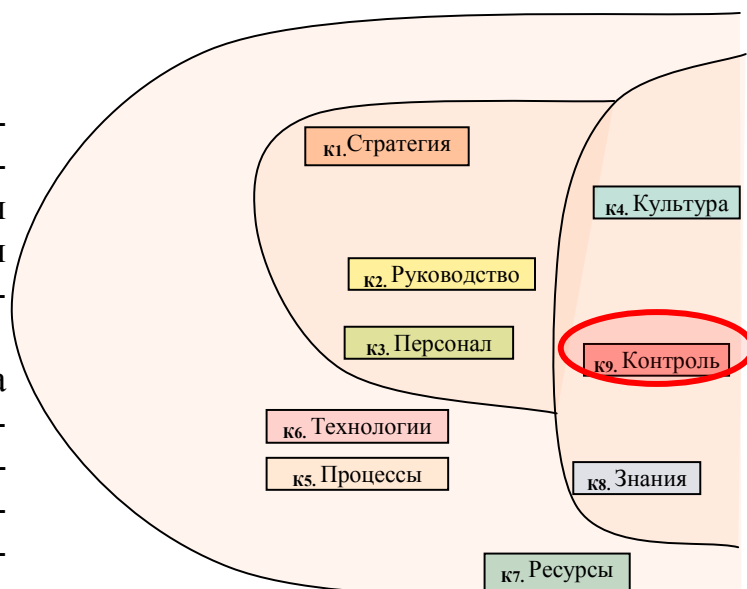 К1. Стратегия
К4. Культура
К2. Руководство
К3. Персонал
К9. Контроль
К6. Технологии
К5. Процессы
К8. Знания
К7. Ресурсы